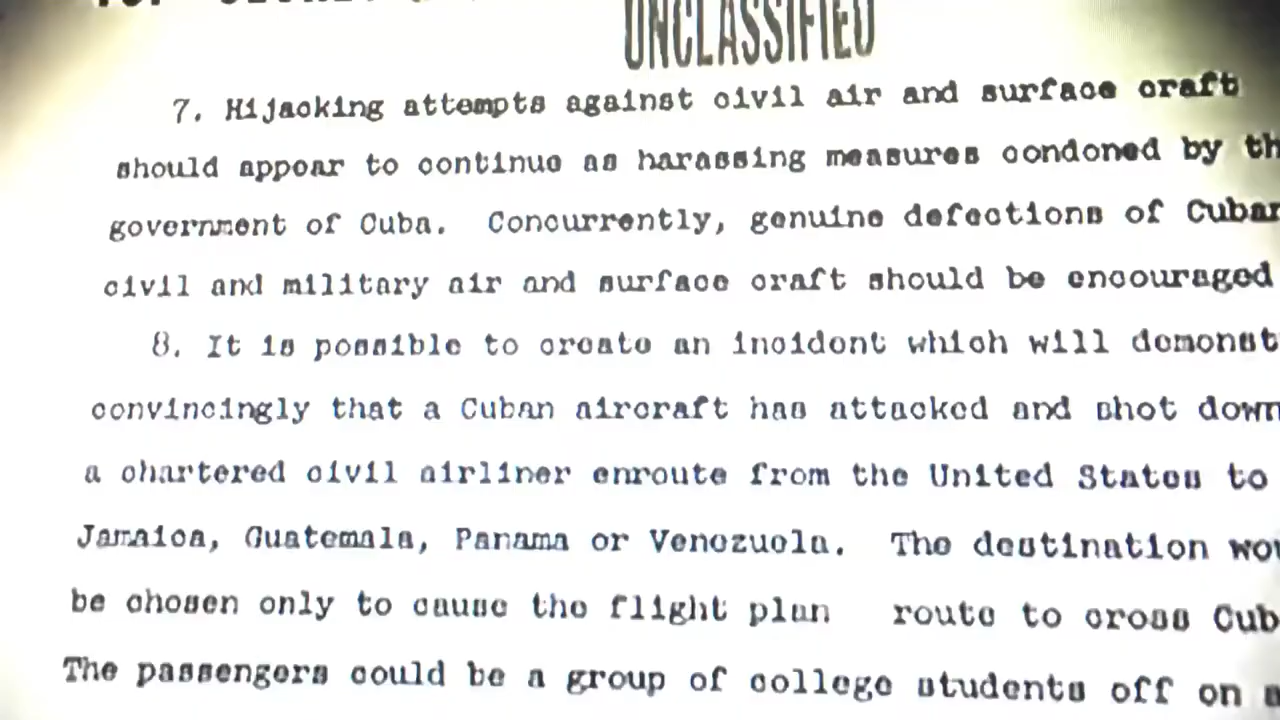 UNCLASSIFIED
7. Hijacking attempts against civil air and surface craft
should appear to continue as harassing measures condoned by
government of Cuba. Concurrently, genuine defections of
civil and military air and surface craft should be encouraged
8. It is possible to create an incident which will
convincingly that a Cuban aircraft has attacked and shot down
a chartered civil airliner enroute from the United States to
Jamaica, Guatemala, Panama or Venezuela. The destination
be chosen only to cause the flight plan route to cross
The passengers could be a group of college students off on